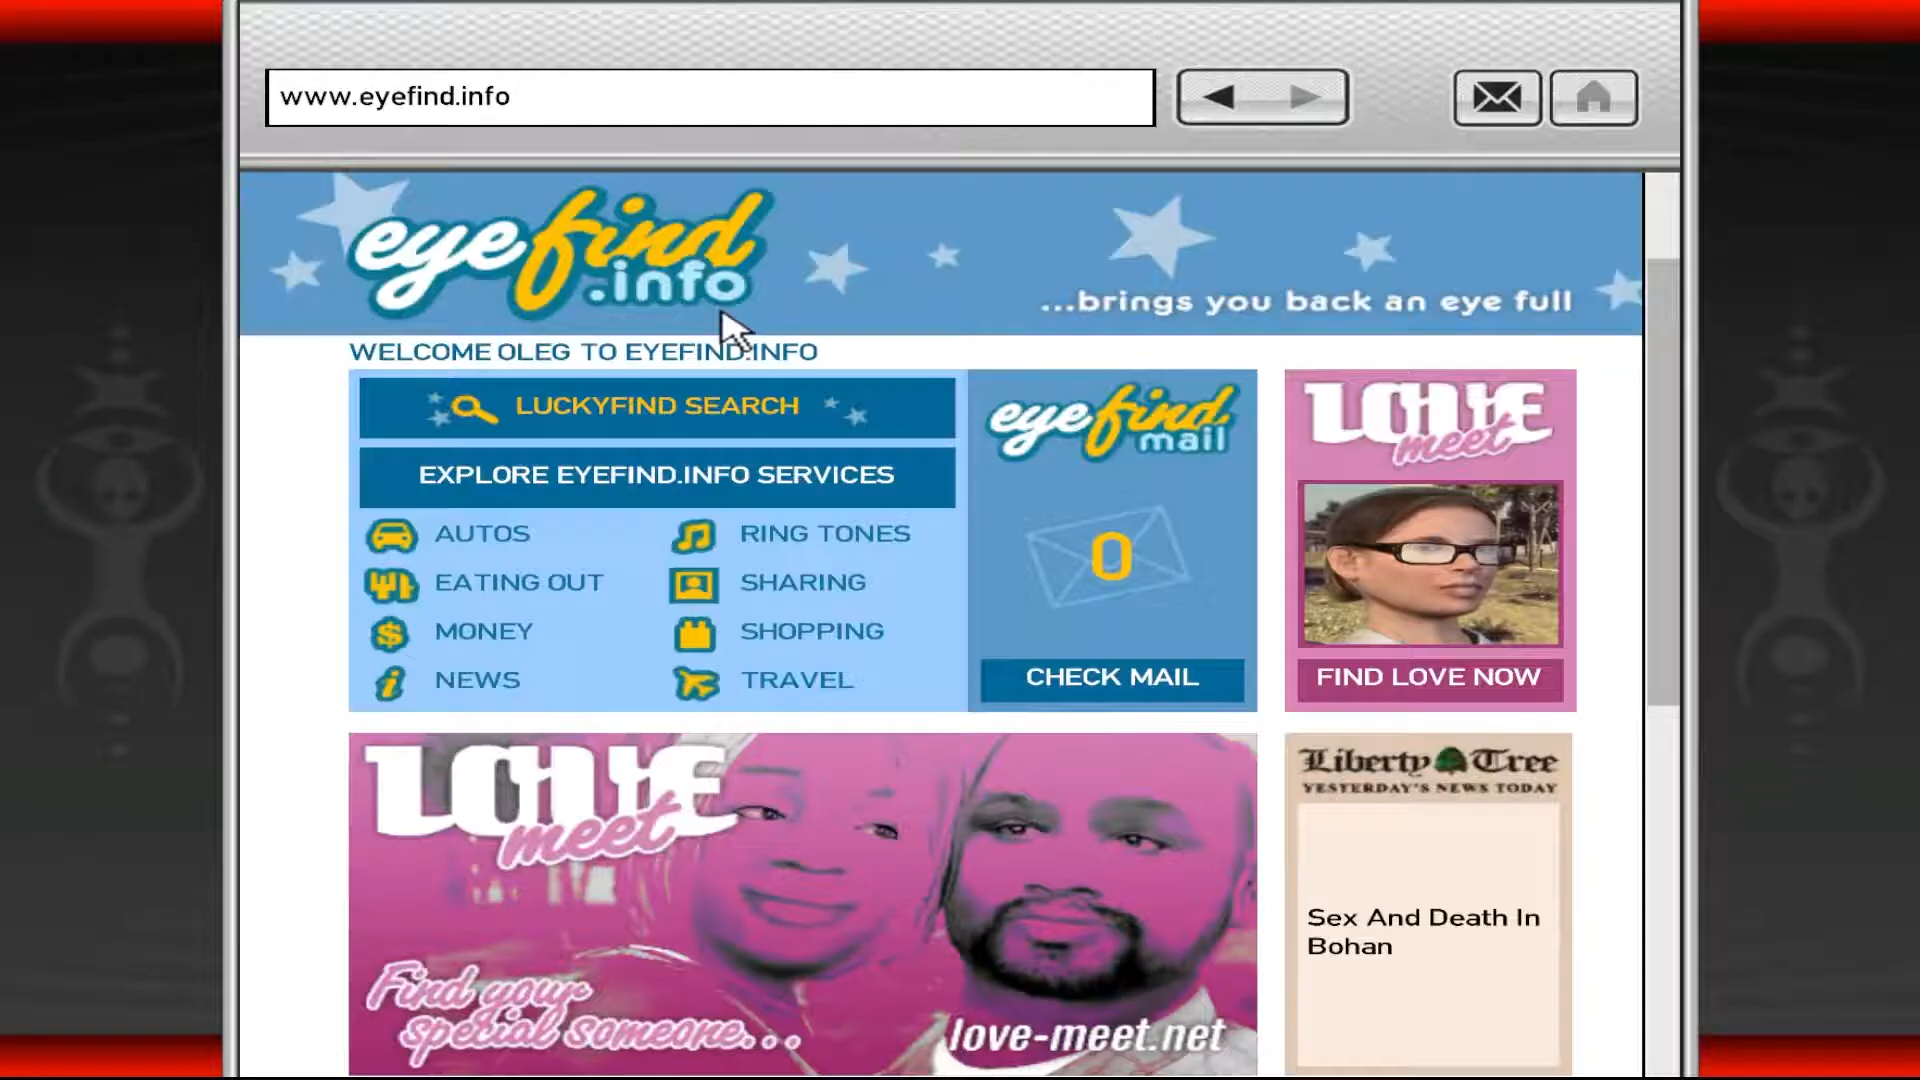 www.eyefind.info
eyefind
.info
...brings you back an eye full
WELCOME OLEG TO EYEFIND.INFO
LUCKYFIND SEARCH
EXPLORE EYEFIND.INFO SERVICES
AUTOS
RING TONES
EATING OUT
SHARING
MONEY
SHOPPING
NEWS
TRAVEL
eyefind
mail
0
CHECK MAIL
LOVE
meet
FIND LOVE NOW
LOVE
meet
Find your
special someone...
love-meet.net
Liberty Tree
YESTERDAY'S NEWS TODAY
Sex And Death In
Bohan